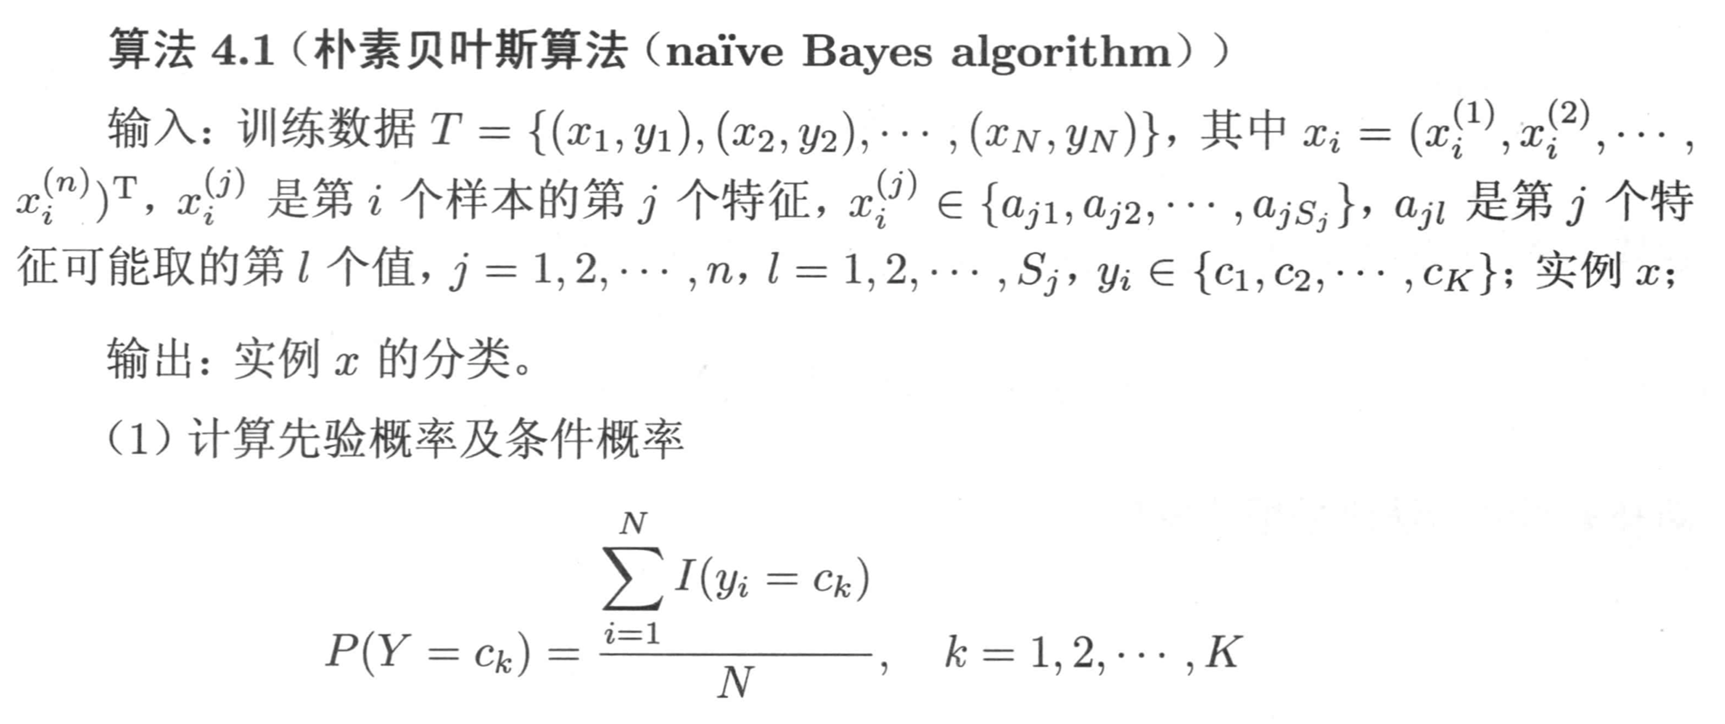 算法 4.1（朴素贝叶斯算法（naïve Bayes algorithm））
输入：训练数据 $T = \{(x_1, y_1), (x_2, y_2), \cdots, (x_N, y_N)\}$，其中 $x_i = (x_i^{(1)}, x_i^{(2)}, \cdots,$
$x_i^{(n)})^{\mathrm{T}}$，$x_i^{(j)}$ 是第 $i$ 个样本的第 $j$ 个特征，$x_i^{(j)} \in \{a_{j1}, a_{j2}, \cdots, a_{jS_j}\}$，$a_{jl}$ 是第 $j$ 个特
征可能取的第 $l$ 个值，$j = 1, 2, \cdots, n$，$l = 1, 2, \cdots, S_j$，$y_i \in \{c_1, c_2, \cdots, c_K\}$；实例 $x$；
输出：实例 $x$ 的分类。
（1）计算先验概率及条件概率
$P(Y = c_k) = \frac{\sum_{i=1}^{N} I(y_i = c_k)}{N}, \quad k = 1, 2, \cdots, K$